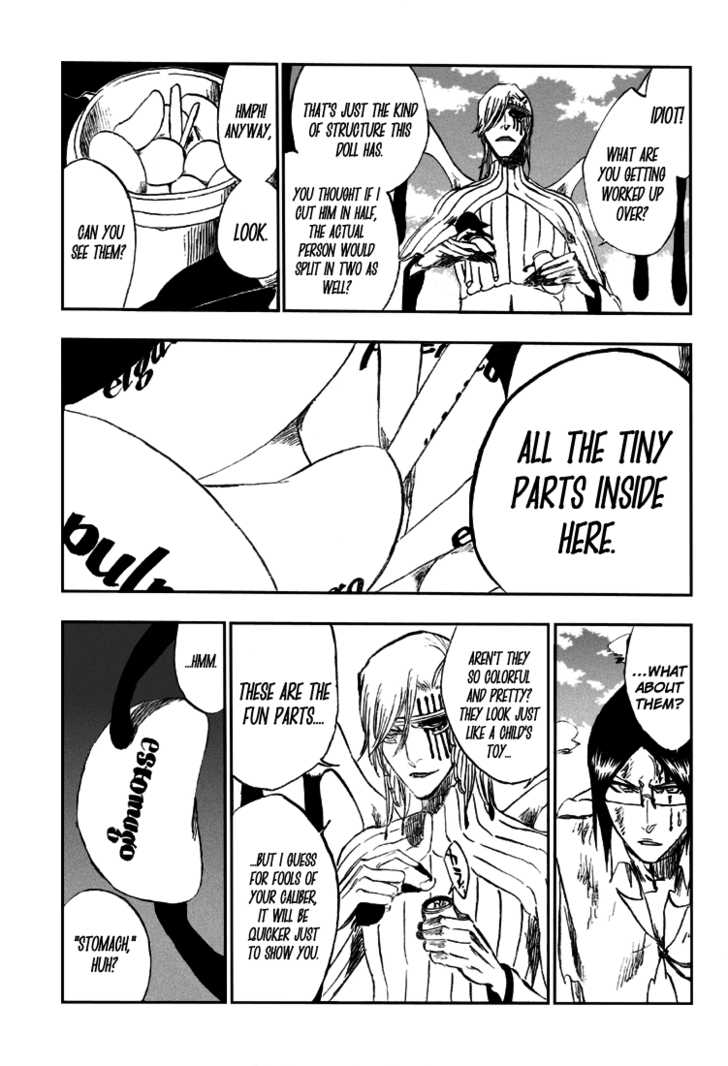 IDIOT!
WHAT ARE
YOU GETTING
WORKED UP
OVER?
THAT'S JUST THE KIND
OF STRUCTURE THIS
DOLL HAS.
YOU THOUGHT IF I
CUT HIM IN HALF,
THE ACTUAL
PERSON WOULD
SPLIT IN TWO AS
WELL?
HMPH!
ANYWAY,
LOOK.
CAN YOU
SEE THEM?
ALL THE TINY
PARTS INSIDE
HERE.
...WHAT
ABOUT
THEM?
AREN'T THEY
SO COLORFUL
AND PRETTY?
THEY LOOK JUST
LIKE A CHILD'S
TOY...
THESE ARE THE
FUN PARTS....
...BUT I GUESS
FOR FOOLS OF
YOUR CALIBER,
IT WILL BE
QUICKER JUST
TO SHOW YOU.
...HMM.
estomago
"STOMACH,"
HUH?